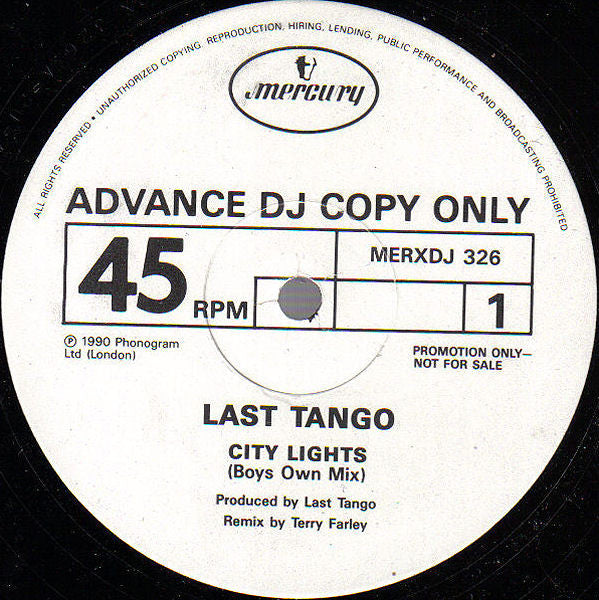 ALL RIGHTS RESERVED • UNAUTHORIZED COPYING REPRODUCTION, HIRING, LENDING, PUBLIC PERFORMANCE AND BROADCASTING PROHIBITED
mercury
ADVANCE DJ COPY ONLY
45 RPM
MERXDJ 326
1
℗ 1990 Phonogram
Ltd (London)
PROMOTION ONLY—
NOT FOR SALE
LAST TANGO
CITY LIGHTS
(Boys Own Mix)
Produced by Last Tango
Remix by Terry Farley